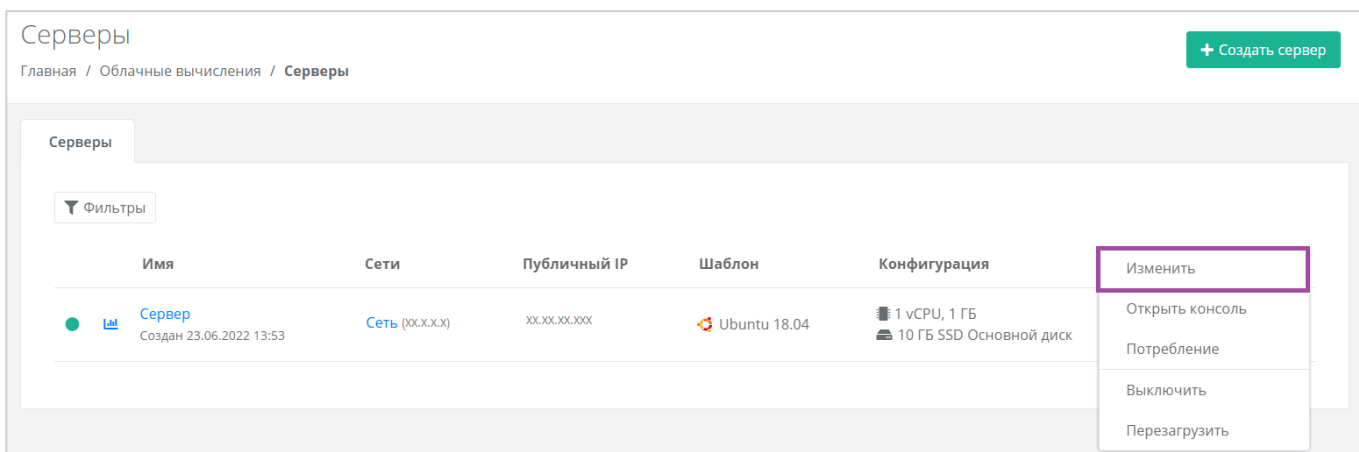 Серверы
+ Создать сервер
Главная / Облачные вычисления / Серверы
Серверы
Фильтры
Имя Сети Публичный IP Шаблон Конфигурация
Изменить
Сервер
Создан 23.06.2022 13:53
Сеть (XX.X.X.X)
XX.XX.XX.XXX
Ubuntu 18.04
1 vCPU, 1 ГБ
10 ГБ SSD Основной диск
Открыть консоль
Потребление
Выключить
Перезагрузить